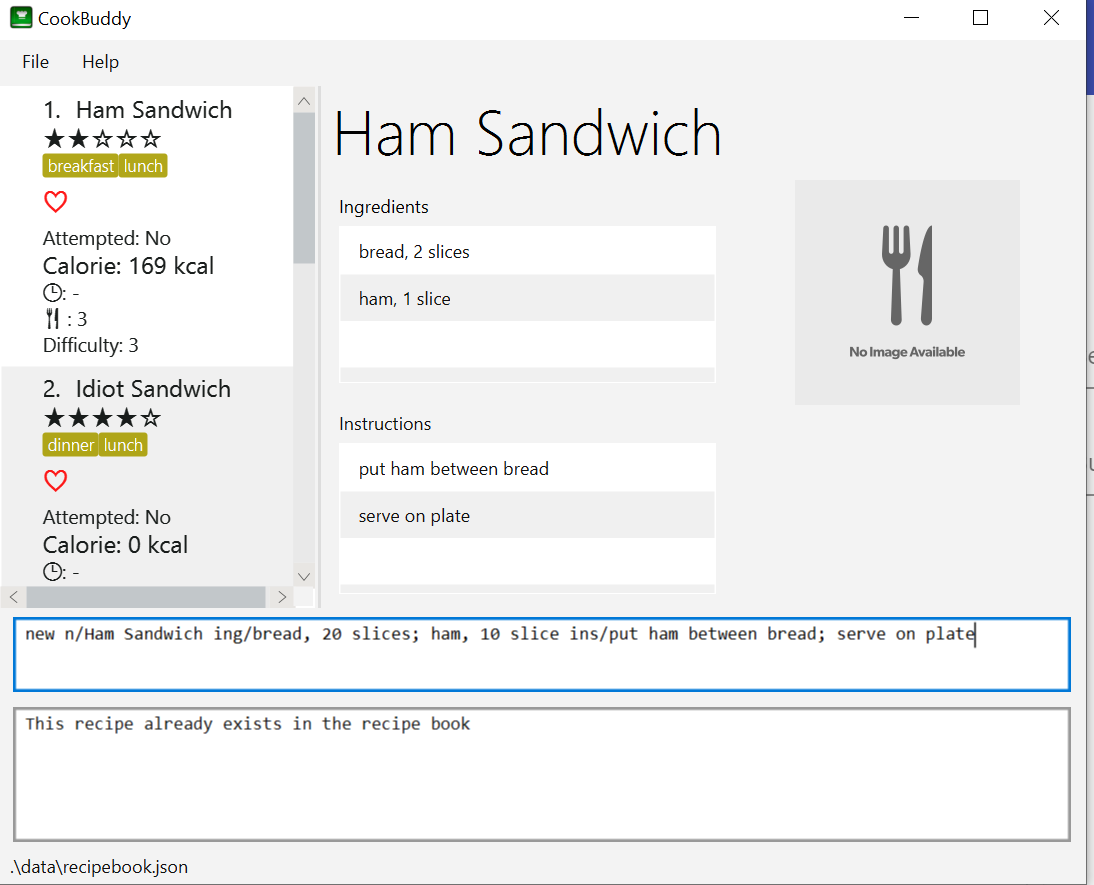 CookBuddy
File Help
1. Ham Sandwich
★★☆☆☆
breakfast lunch
Attempted: No
Calorie: 169 kcal
: -
: 3
Difficulty: 3
2. Idiot Sandwich
★★★★☆
dinner lunch
Attempted: No
Calorie: 0 kcal
: -
Ham Sandwich
Ingredients
bread, 2 slices
ham, 1 slice
No Image Available
Instructions
put ham between bread
serve on plate
new n/Ham Sandwich ing/bread, 20 slices; ham, 10 slice ins/put ham between bread; serve on plate
This recipe already exists in the recipe book
.\data\recipebook.json